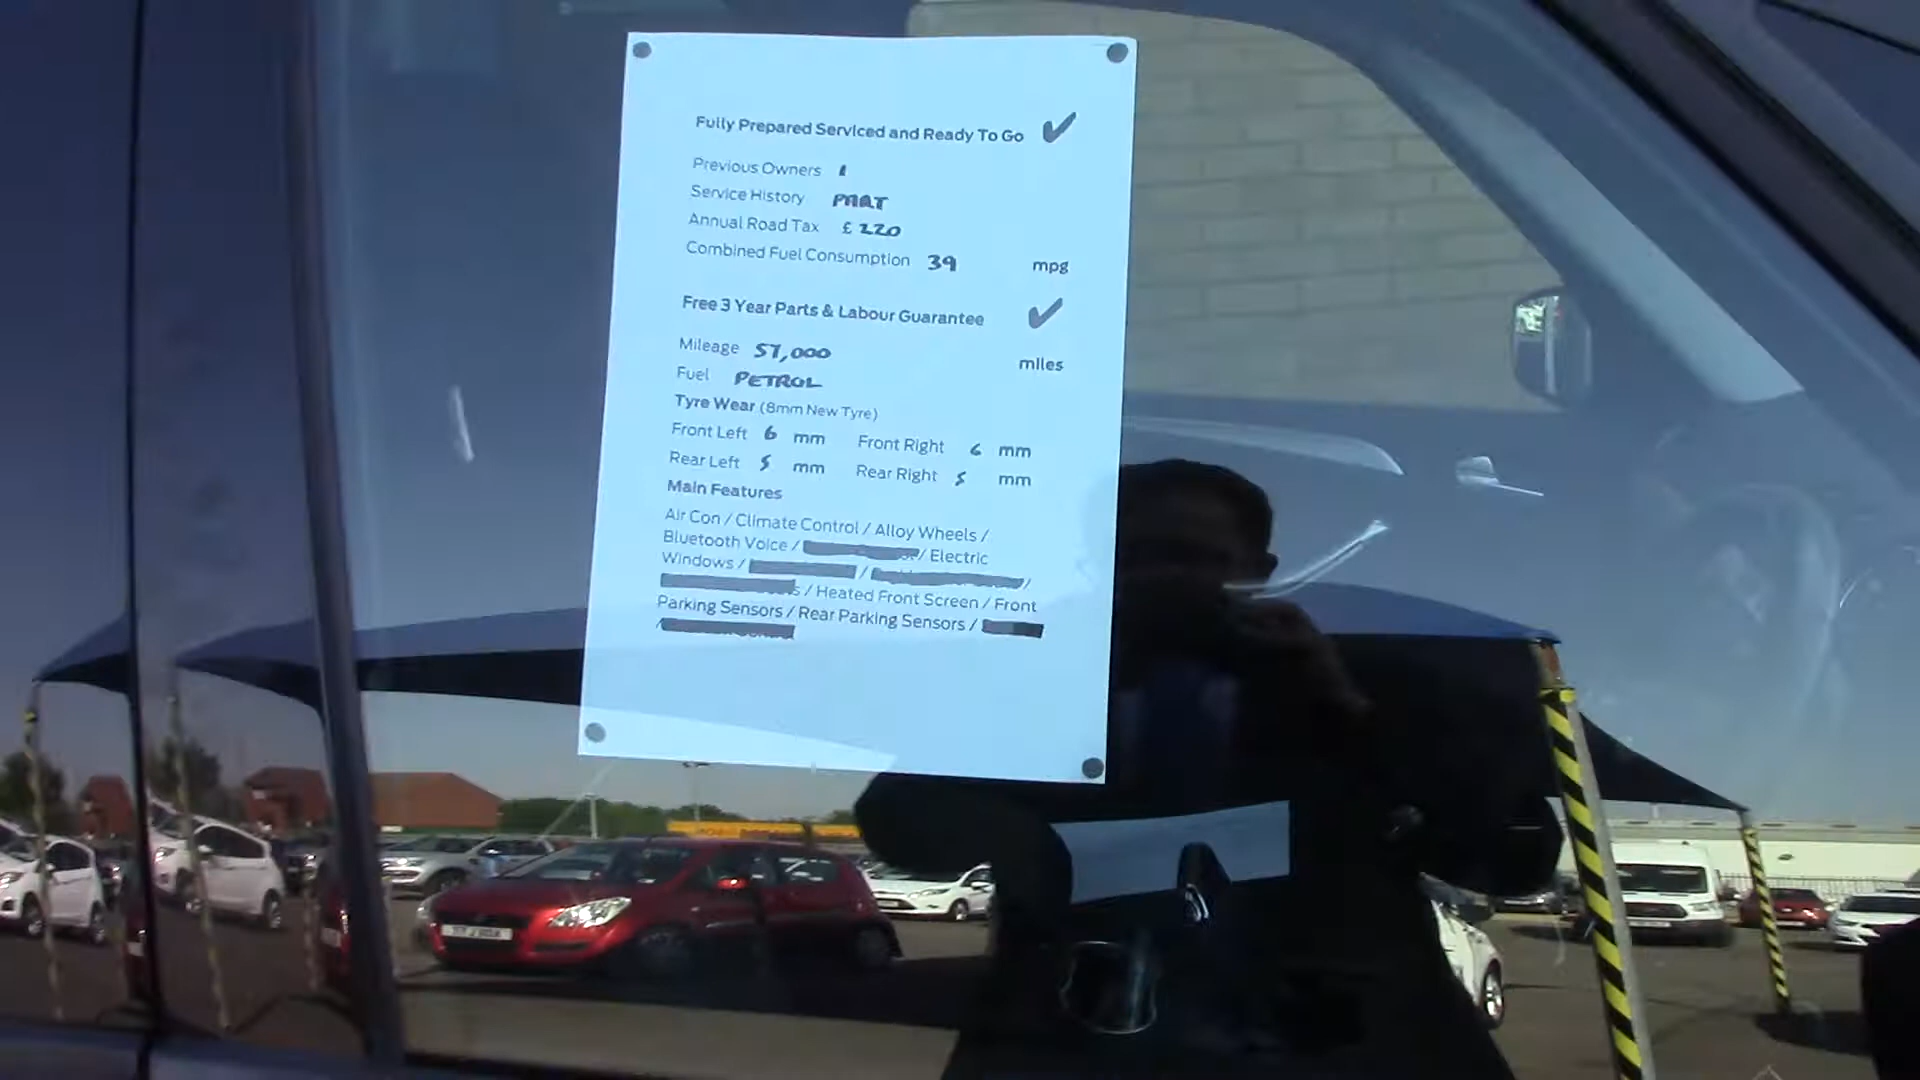 Fully Prepared Serviced and Ready To Go ✓
Previous Owners 1
Service History PART
Annual Road Tax £ 220
Combined Fuel Consumption 39 mpg
Free 3 Year Parts & Labour Guarantee ✓
Mileage 57,000 miles
Fuel PETROL
Tyre Wear (8mm New Tyre)
Front Left 6 mm Front Right 6 mm
Rear Left 5 mm Rear Right 5 mm
Main Features
Air Con / Climate Control / Alloy Wheels /
Bluetooth Voice / / Electric
Windows / / /
/ Heated Front Screen / Front
Parking Sensors / Rear Parking Sensors /
/